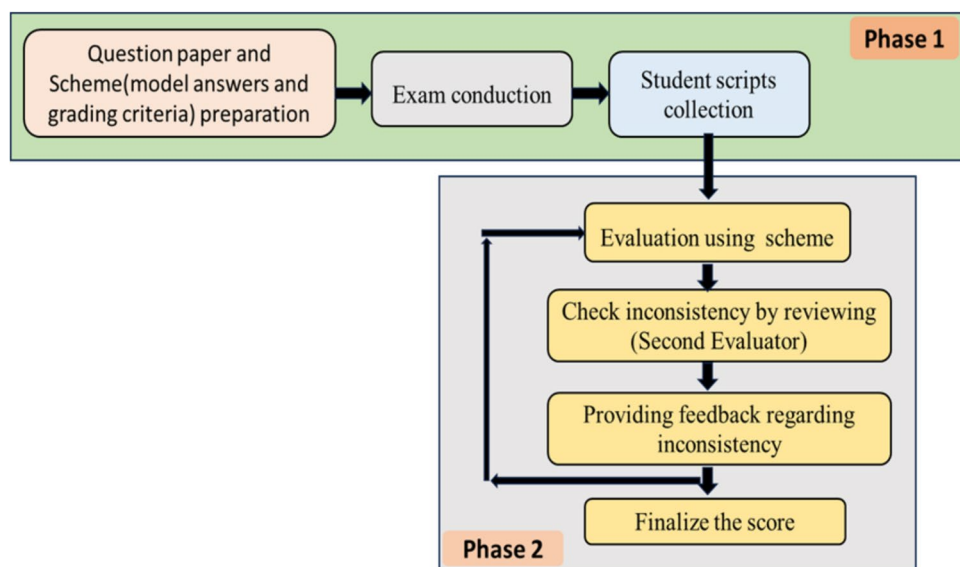 Phase 1
Question paper and
Scheme(model answers and
grading criteria) preparation
Exam conduction
Student scripts
collection
Evaluation using scheme
Check inconsistency by reviewing
(Second Evaluator)
Providing feedback regarding
inconsistency
Finalize the score
Phase 2